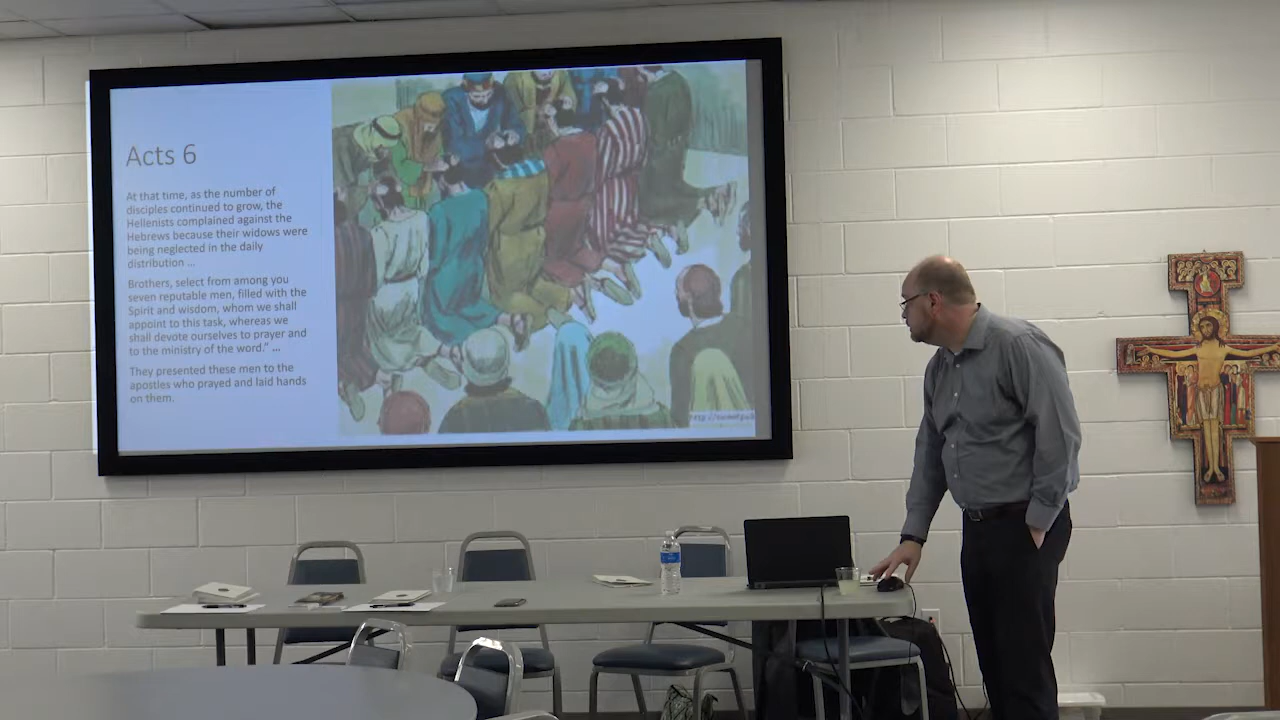 Acts 6
At that time, as the number of
disciples continued to grow, the
Hellenists complained against the
Hebrews because their widows were
being neglected in the daily
distribution …
Brothers, select from among you
seven reputable men, filled with the
Spirit and wisdom, whom we shall
appoint to this task, whereas we
shall devote ourselves to prayer and
to the ministry of the word.” …
They presented these men to the
apostles who prayed and laid hands
on them.